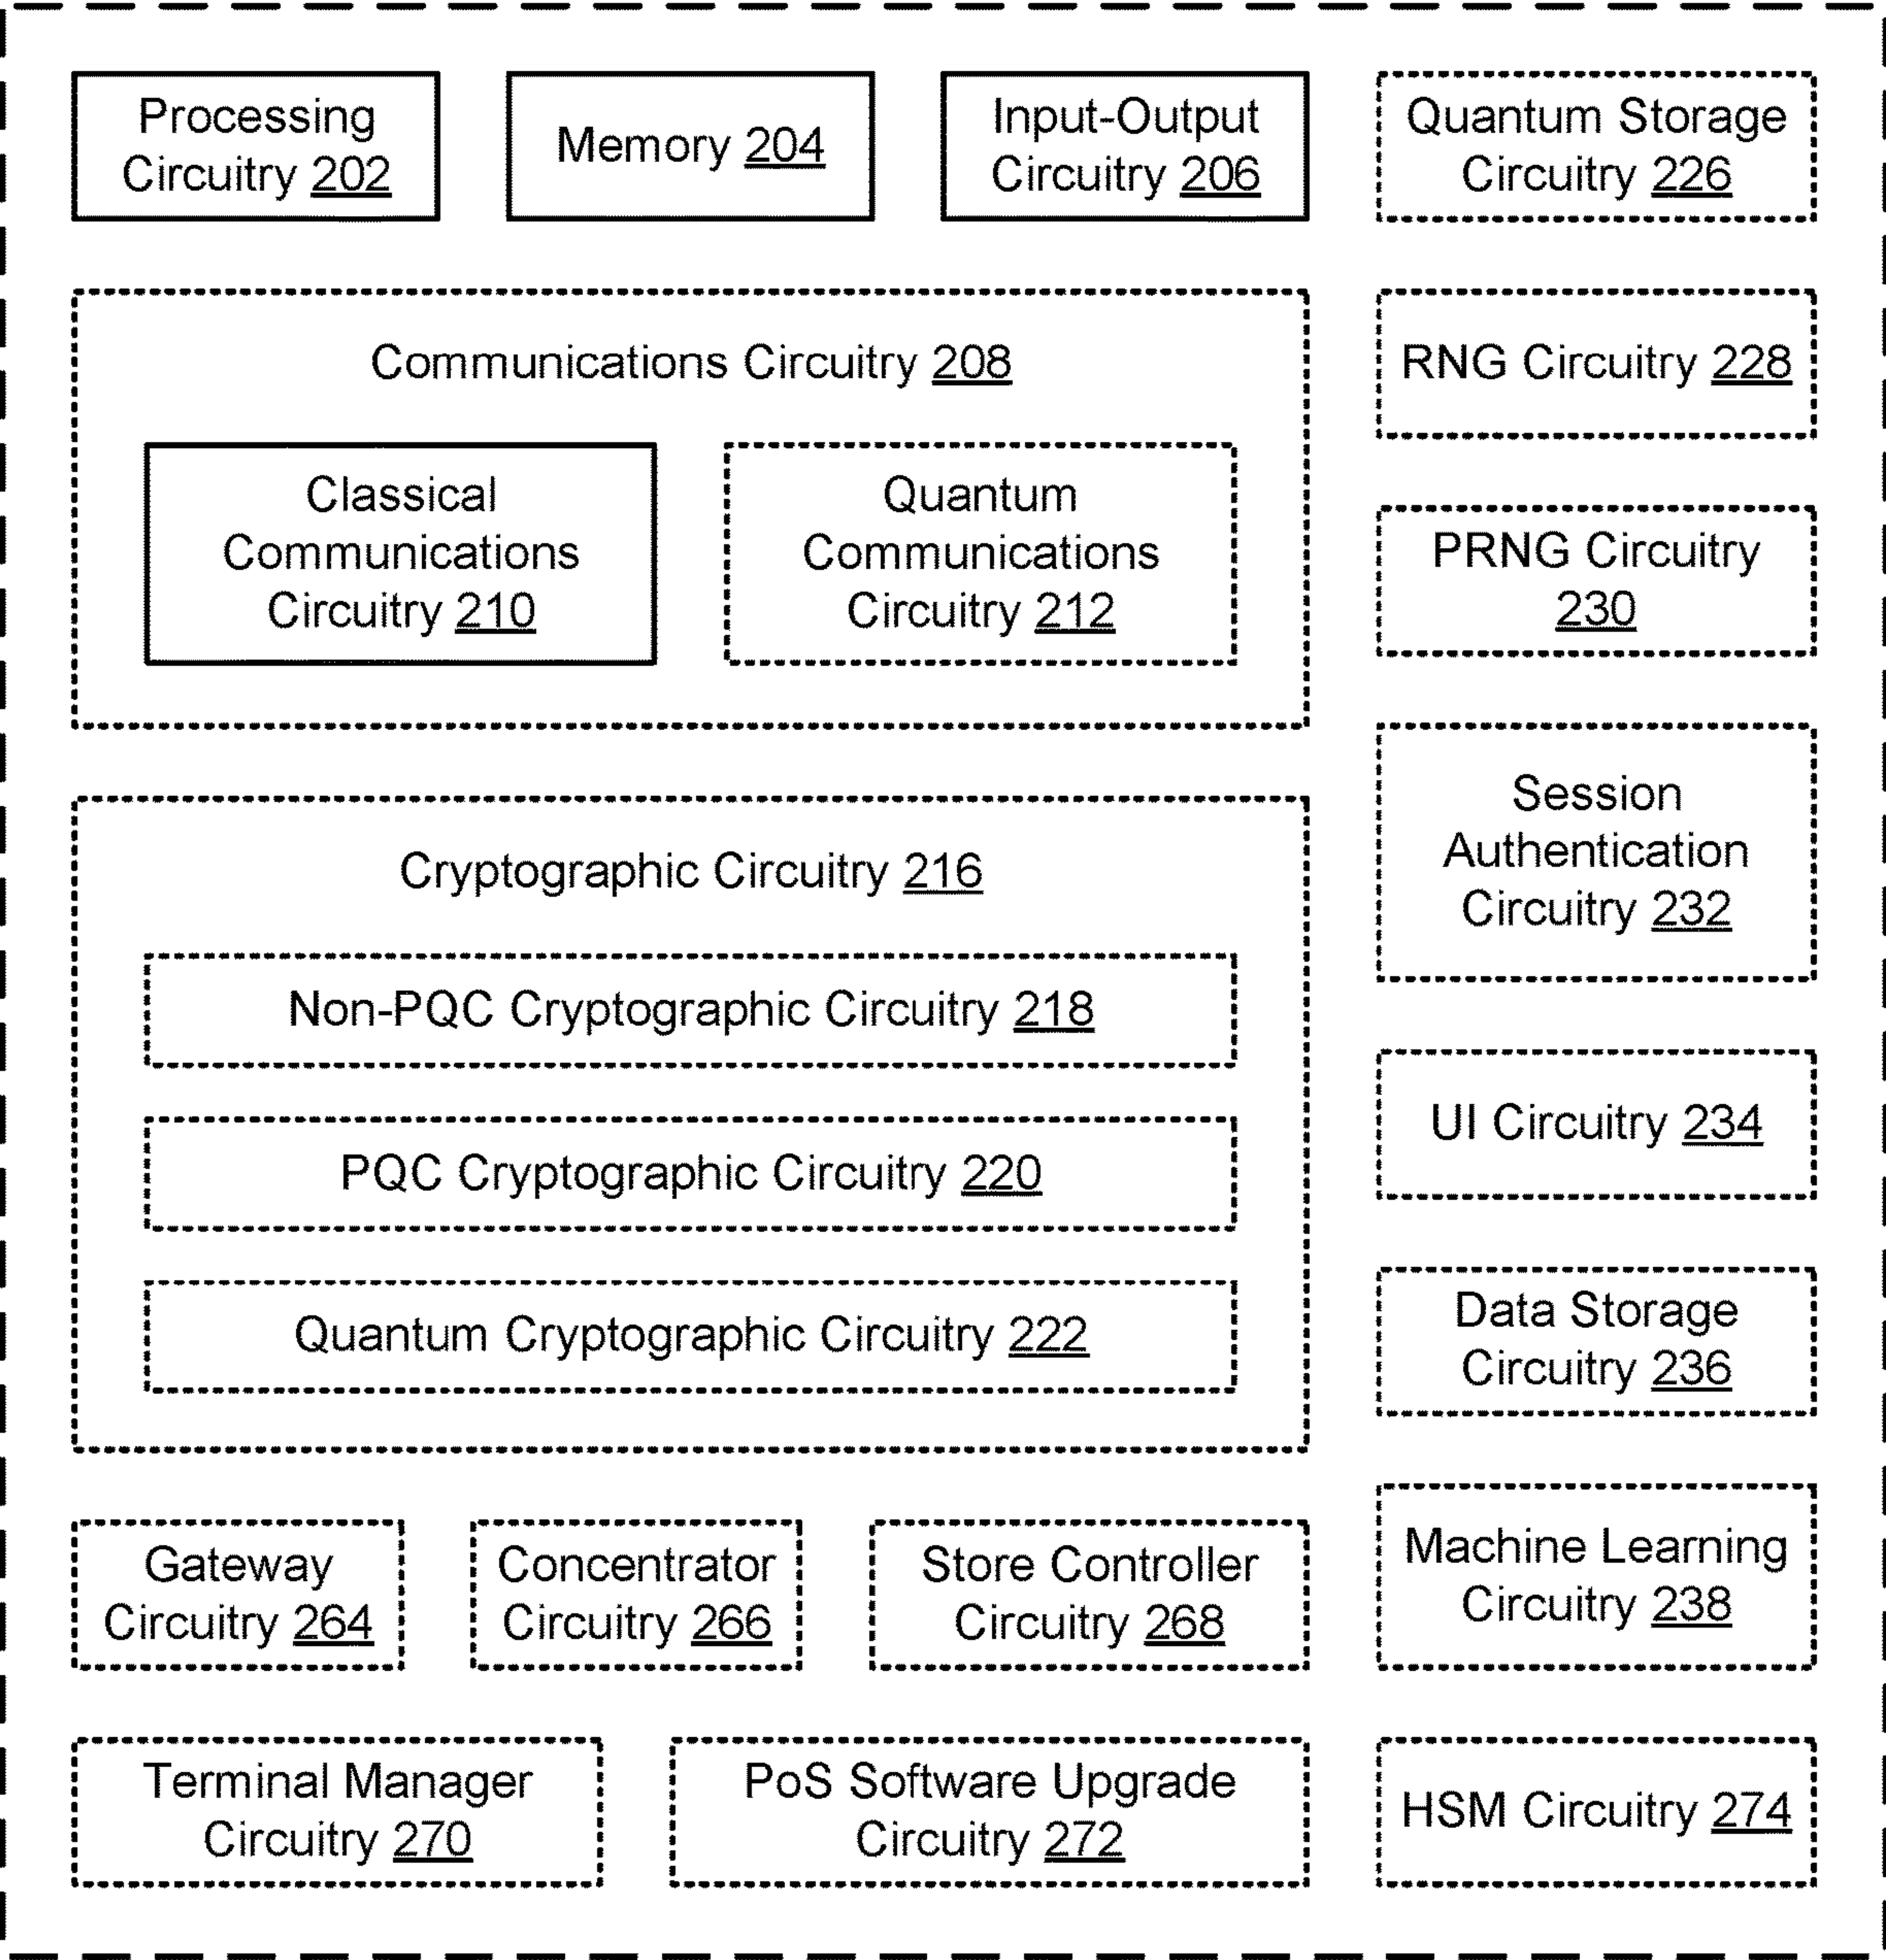 Processing
Circuitry 202
Memory 204
Input-Output
Circuitry 206
Quantum Storage
Circuitry 226
Communications Circuitry 208
Classical
Communications
Circuitry 210
Quantum
Communications
Circuitry 212
RNG Circuitry 228
PRNG Circuitry
230
Cryptographic Circuitry 216
Non-PQC Cryptographic Circuitry 218
PQC Cryptographic Circuitry 220
Quantum Cryptographic Circuitry 222
Session
Authentication
Circuitry 232
UI Circuitry 234
Data Storage
Circuitry 236
Gateway
Circuitry 264
Concentrator
Circuitry 266
Store Controller
Circuitry 268
Machine Learning
Circuitry 238
Terminal Manager
Circuitry 270
PoS Software Upgrade
Circuitry 272
HSM Circuitry 274